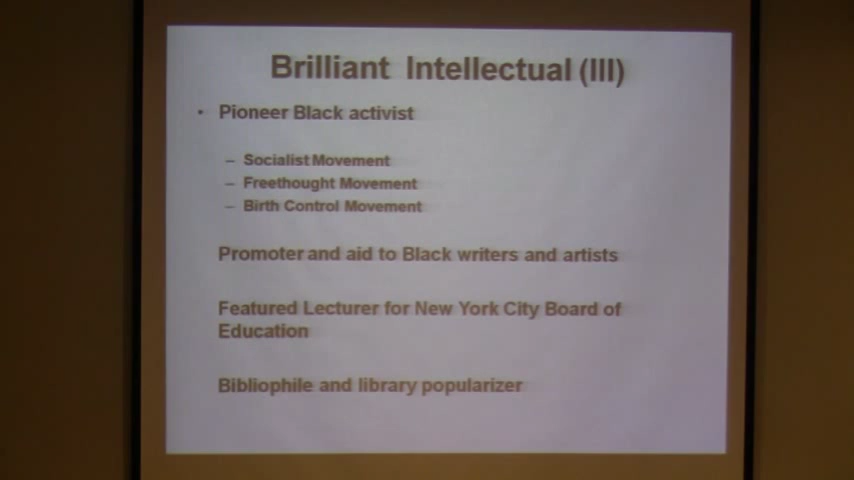 Brilliant Intellectual (III)
• Pioneer Black activist
– Socialist Movement
– Freethought Movement
– Birth Control Movement
Promoter and aid to Black writers and artists
Featured Lecturer for New York City Board of
Education
Bibliophile and library popularizer